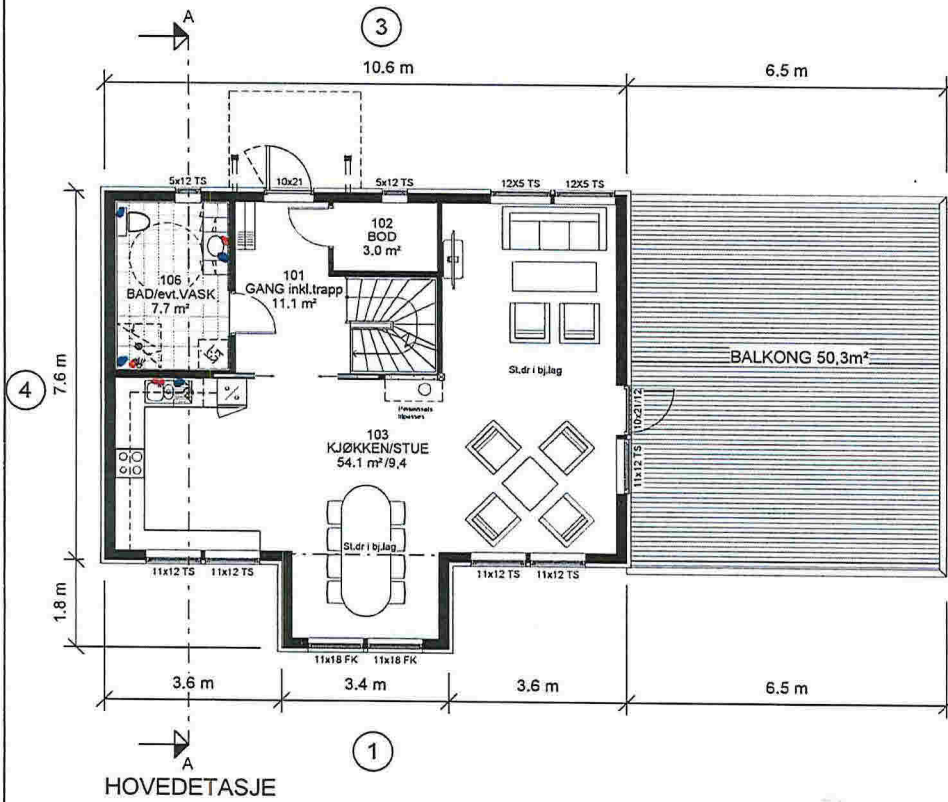 A
3
10.6 m
6.5 m
5x12 TS
10x21
5x12 TS
12X5 TS
12X5 TS
102
BOD
3.0 m²
101
GANG inkl.trapp
11.1 m²
106
BAD/evt.VASK
7.7 m²
7.6 m
4
St.dr i bj.lag
BALKONG 50,3m²
10x21/12
11x12 TS
103
KJØKKEN/STUE
54.1 m²/9,4
St.dr i bj.lag
11x12 TS
11x12 TS
11x12 TS
11x12 TS
1.8 m
11x18 FK
11x18 FK
3.6 m
3.4 m
3.6 m
6.5 m
A
1
HOVEDETASJE